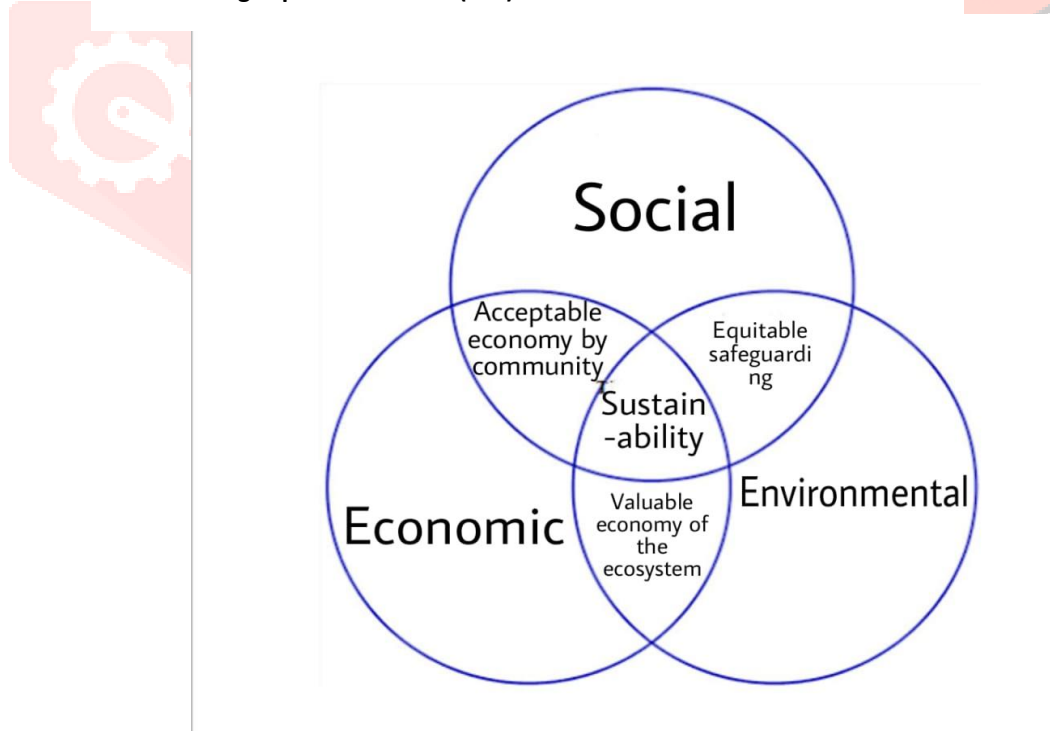 Social
Acceptable
economy by
community
Equitable
safeguardi
ng
Sustain
-ability
Economic
Environmental
Valuable
economy of
the
ecosystem